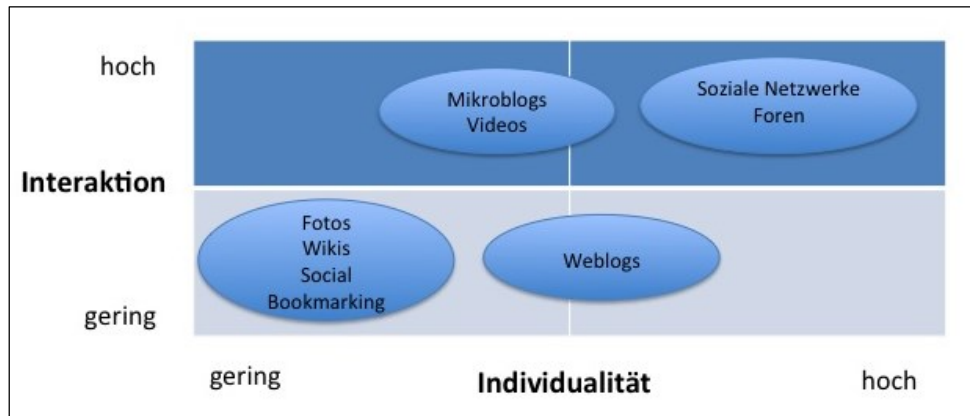 hoch
Mikroblogs
Videos
Soziale Netzwerke
Foren
Interaktion
Fotos
Wikis
Social
Bookmarking
Weblogs
gering
gering
Individualität
hoch